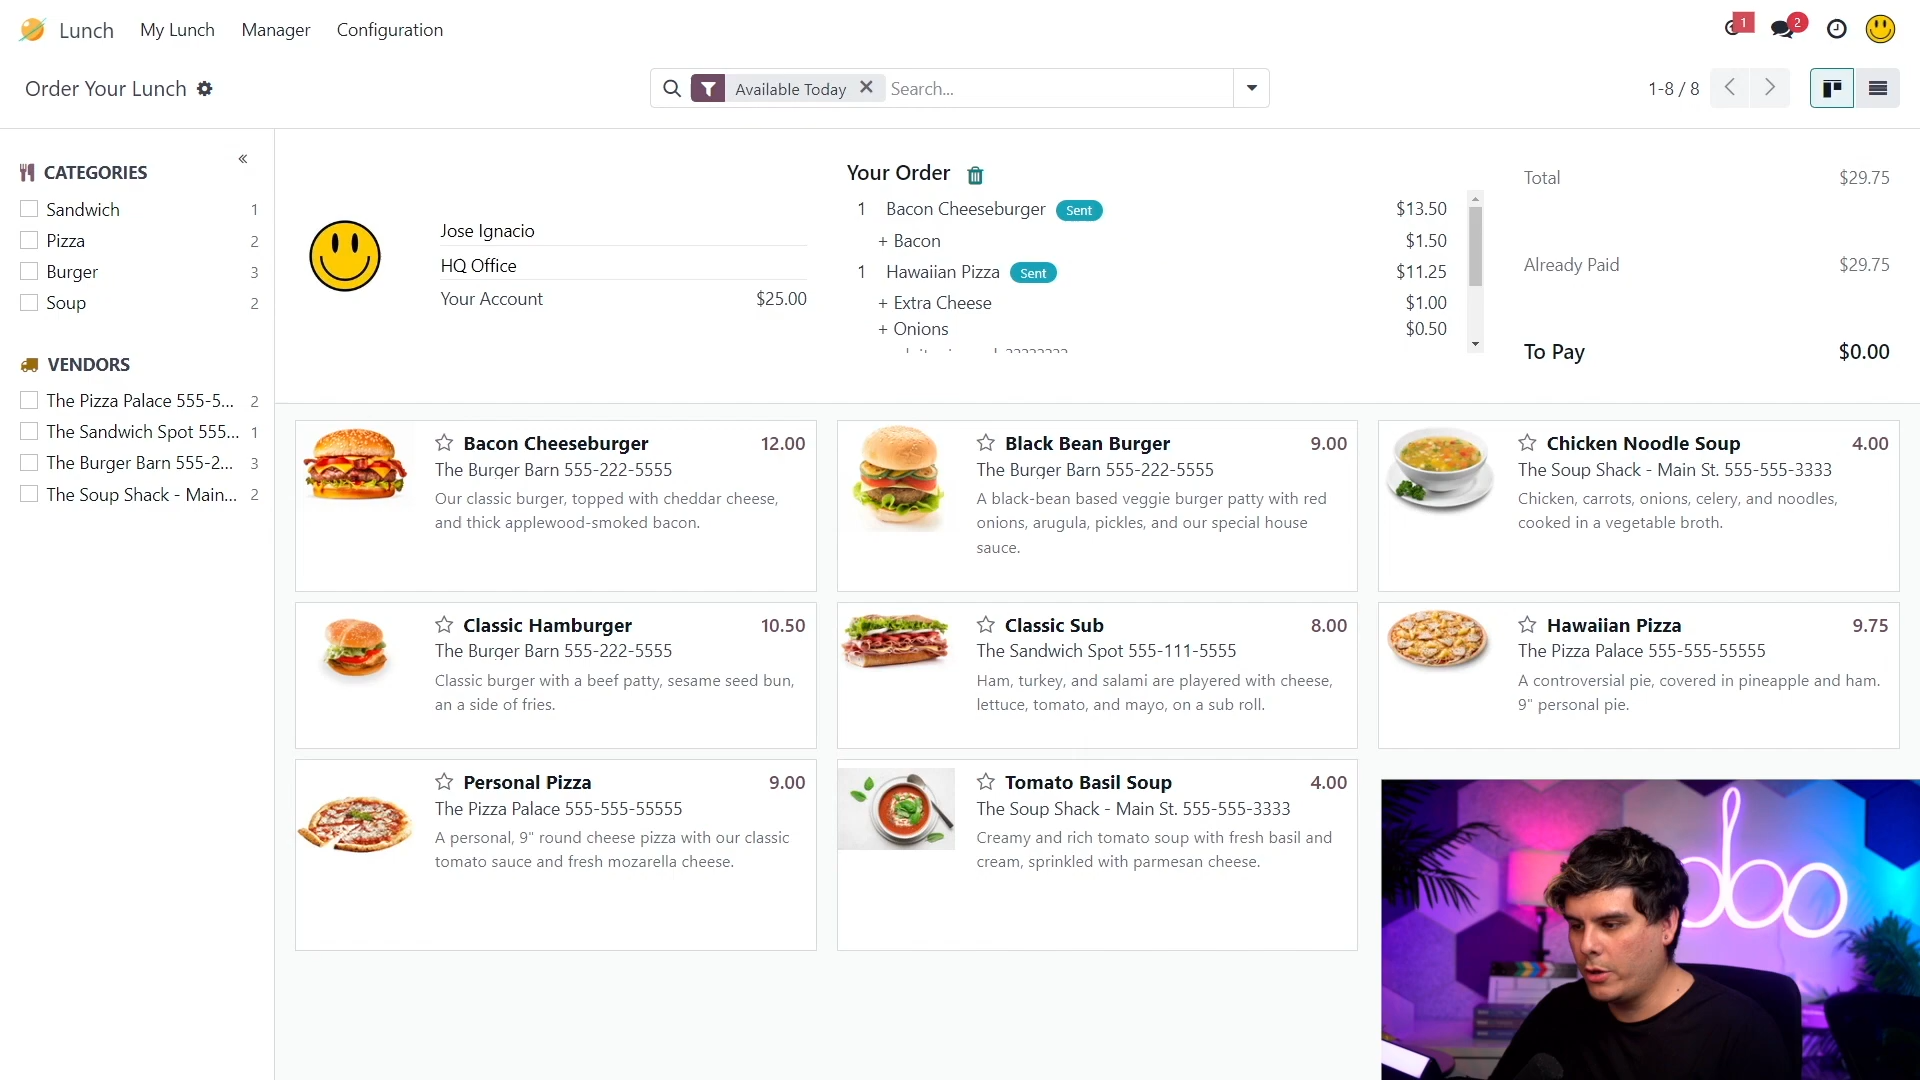 Lunch My Lunch Manager Configuration 1 2
Order Your Lunch Available Today Search... 1-8 / 8
CATEGORIES
Sandwich 1
Pizza 2
Burger 3
Soup 2
VENDORS
The Pizza Palace 555-5... 2
The Sandwich Spot 555... 1
The Burger Barn 555-2... 3
The Soup Shack - Main... 2
Jose Ignacio
HQ Office
Your Account $25.00
Your Order
1 Bacon Cheeseburger Sent $13.50
+ Bacon $1.50
1 Hawaiian Pizza Sent $11.25
+ Extra Cheese $1.00
+ Onions $0.50
Total $29.75
Already Paid $29.75
To Pay $0.00
Bacon Cheeseburger 12.00
The Burger Barn 555-222-5555
Our classic burger, topped with cheddar cheese,
and thick applewood-smoked bacon.
Black Bean Burger 9.00
The Burger Barn 555-222-5555
A black-bean based veggie burger patty with red
onions, arugula, pickles, and our special house
sauce.
Chicken Noodle Soup 4.00
The Soup Shack - Main St. 555-555-3333
Chicken, carrots, onions, celery, and noodles,
cooked in a vegetable broth.
Classic Hamburger 10.50
The Burger Barn 555-222-5555
Classic burger with a beef patty, sesame seed bun,
an a side of fries.
Classic Sub 8.00
The Sandwich Spot 555-111-5555
Ham, turkey, and salami are playered with cheese,
lettuce, tomato, and mayo, on a sub roll.
Hawaiian Pizza 9.75
The Pizza Palace 555-555-55555
A controversial pie, covered in pineapple and ham.
9" personal pie.
Personal Pizza 9.00
The Pizza Palace 555-555-55555
A personal, 9" round cheese pizza with our classic
tomato sauce and fresh mozarella cheese.
Tomato Basil Soup 4.00
The Soup Shack - Main St. 555-555-3333
Creamy and rich tomato soup with fresh basil and
cream, sprinkled with parmesan cheese.